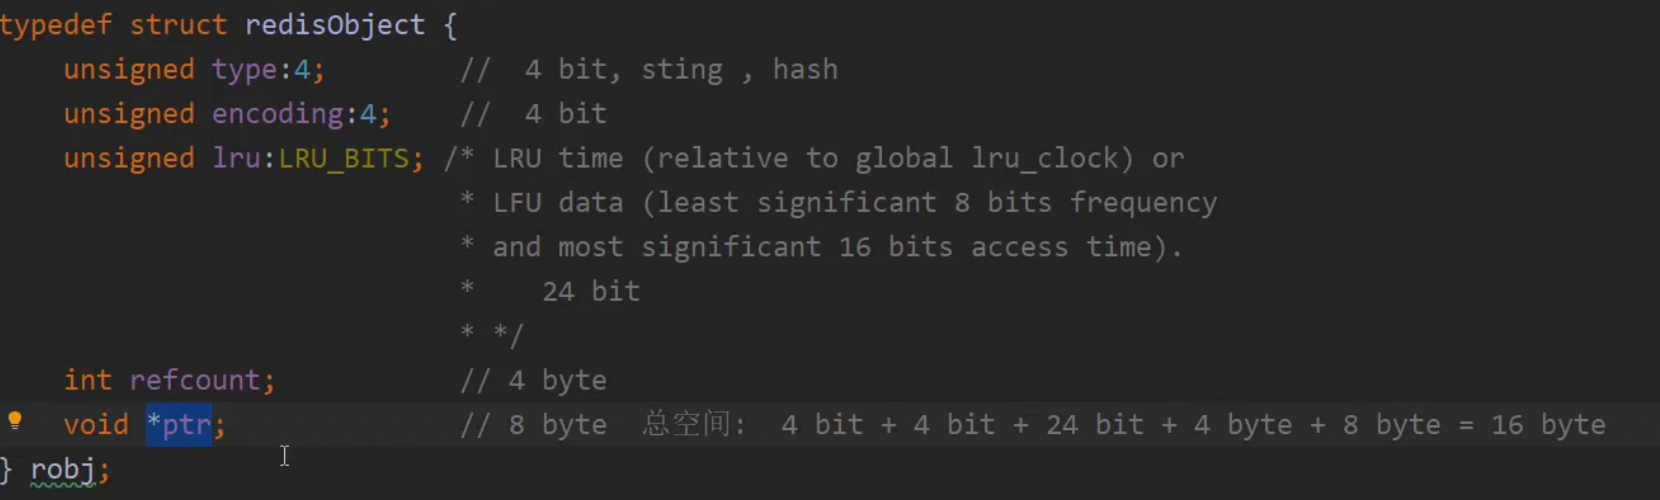 typedef struct redisObject {
unsigned type:4; // 4 bit, sting , hash
unsigned encoding:4; // 4 bit
unsigned lru:LRU_BITS; /* LRU time (relative to global lru_clock) or
* LFU data (least significant 8 bits frequency
* and most significant 16 bits access time).
* 24 bit
* */
int refcount; // 4 byte
void *ptr; // 8 byte 总空间: 4 bit + 4 bit + 24 bit + 4 byte + 8 byte = 16 byte
} robj;